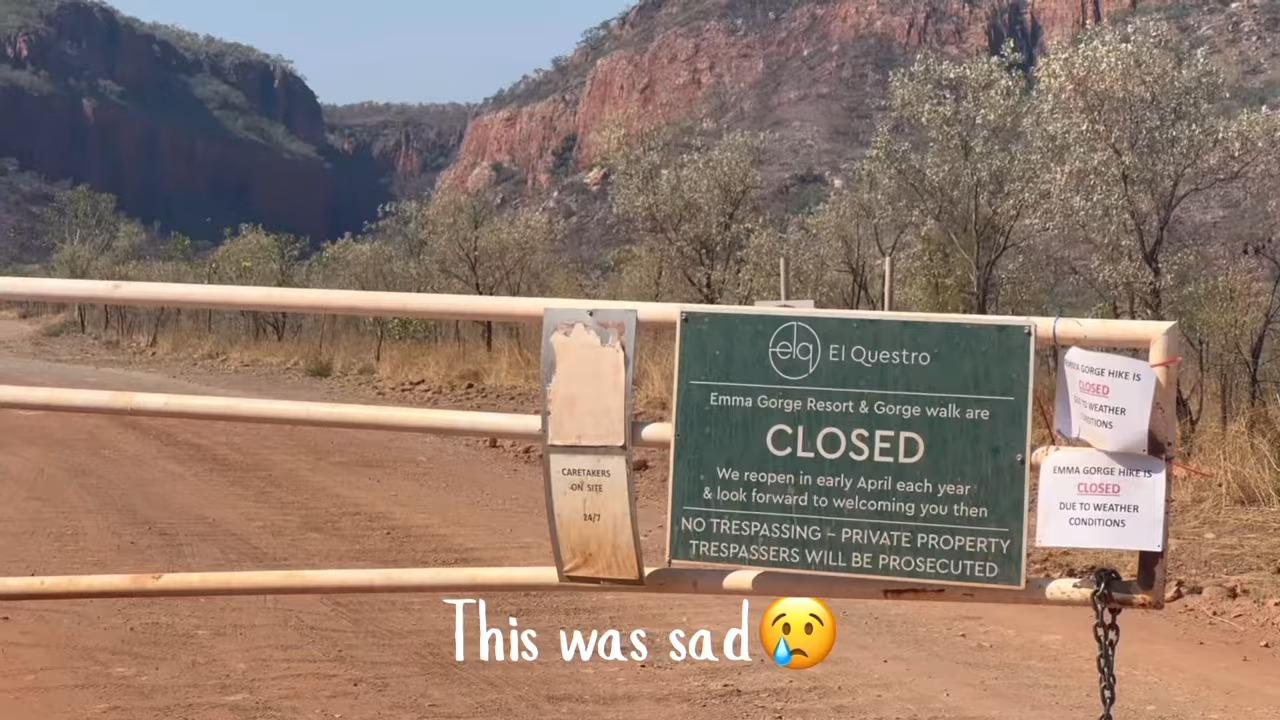 elq El Questro
Emma Gorge Resort & Gorge walk are
CLOSED
We reopen in early April each year
& look forward to welcoming you then
NO TRESPASSING – PRIVATE PROPERTY
TRESPASSERS WILL BE PROSECUTED
CARETAKERS
ON SITE
24/7
EMMA GORGE HIKE IS
CLOSED
DUE TO WEATHER
CONDITIONS
EMMA GORGE HIKE IS
CLOSED
DUE TO WEATHER
CONDITIONS
This was sad😢